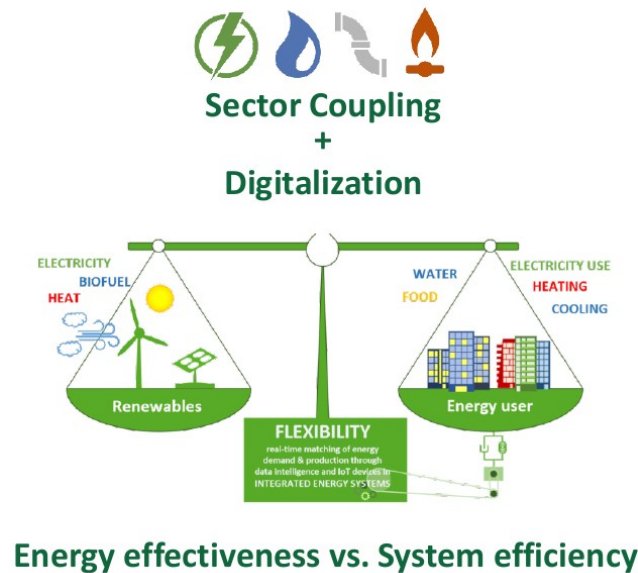 Sector Coupling
+
Digitalization
ELECTRICITY
BIOFUEL
HEAT
WATER
FOOD
ELECTRICITY USE
HEATING
COOLING
Renewables
Energy user
FLEXIBILITY
real-time matching of energy
demand & production through
data intelligence and IoT devices in
INTEGRATED ENERGY SYSTEMS
Energy effectiveness vs. System efficiency